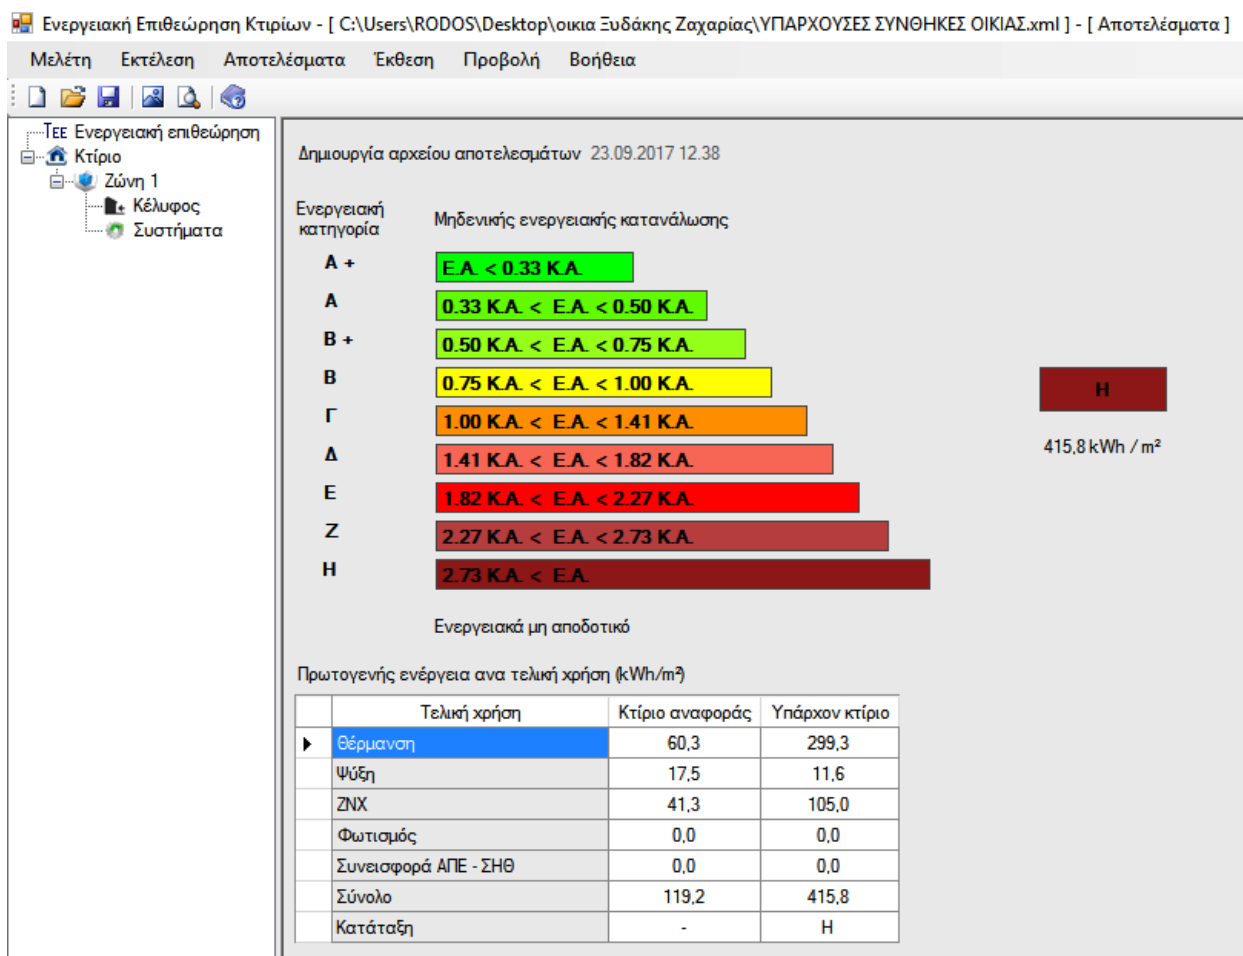 Ενεργειακή Επιθεώρηση Κτιρίων - [ C:\Users\RODOS\Desktop\οικια Ξυδάκης Ζαχαρίας\ΥΠΑΡΧΟΥΣΕΣ ΣΥΝΘΗΚΕΣ ΟΙΚΙΑΣ.xml ] - [ Αποτελέσματα ]
Μελέτη Εκτέλεση Αποτελέσματα Έκθεση Προβολή Βοήθεια
ΤΕΕ Ενεργειακή επιθεώρηση
Κτίριο
Ζώνη 1
Κέλυφος
Συστήματα
Δημιουργία αρχείου αποτελεσμάτων 23.09.2017 12.38
Ενεργειακή
κατηγορία
Μηδενικής ενεργειακής κατανάλωσης
Α + Ε.Α. < 0.33 Κ.Α.
Α 0.33 Κ.Α. < Ε.Α. < 0.50 Κ.Α.
Β + 0.50 Κ.Α. < Ε.Α. < 0.75 Κ.Α.
Β 0.75 Κ.Α. < Ε.Α. < 1.00 Κ.Α.
Γ 1.00 Κ.Α. < Ε.Α. < 1.41 Κ.Α.
Δ 1.41 Κ.Α. < Ε.Α. < 1.82 Κ.Α.
Ε 1.82 Κ.Α. < Ε.Α. < 2.27 Κ.Α.
Ζ 2.27 Κ.Α. < Ε.Α. < 2.73 Κ.Α.
Η 2.73 Κ.Α. < Ε.Α.
Η
415,8 kWh / m²
Ενεργειακά μη αποδοτικό
Πρωτογενής ενέργεια ανα τελική χρήση (kWh/m²)
Τελική χρήση Κτίριο αναφοράς Υπάρχον κτίριο
Θέρμανση 60,3 299,3
Ψύξη 17,5 11,6
ΖΝΧ 41,3 105,0
Φωτισμός 0,0 0,0
Συνεισφορά ΑΠΕ - ΣΗΘ 0,0 0,0
Σύνολο 119,2 415,8
Κατάταξη - Η